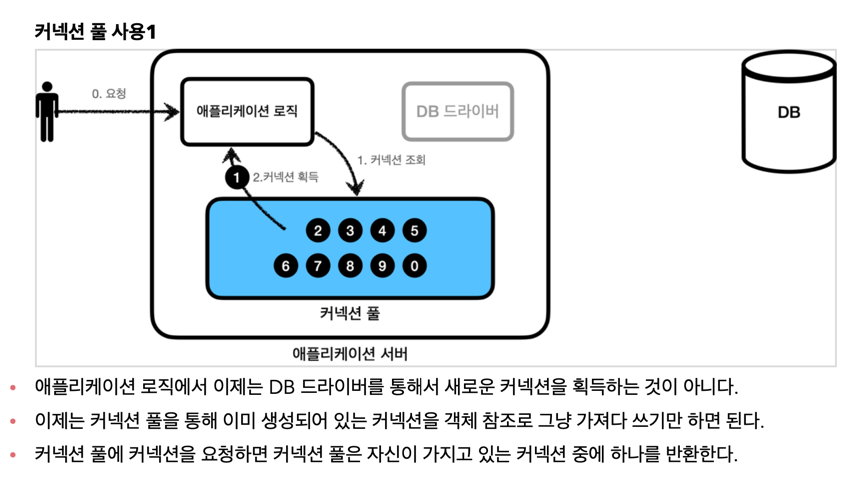 커넥션 풀 사용1
0. 요청
애플리케이션 로직
DB 드라이버
DB
1. 커넥션 조회
1
2.커넥션 획득
2 3 4 5
6 7 8 9 0
커넥션 풀
애플리케이션 서버
• 애플리케이션 로직에서 이제는 DB 드라이버를 통해서 새로운 커넥션을 획득하는 것이 아니다.
• 이제는 커넥션 풀을 통해 이미 생성되어 있는 커넥션을 객체 참조로 그냥 가져다 쓰기만 하면 된다.
• 커넥션 풀에 커넥션을 요청하면 커넥션 풀은 자신이 가지고 있는 커넥션 중에 하나를 반환한다.